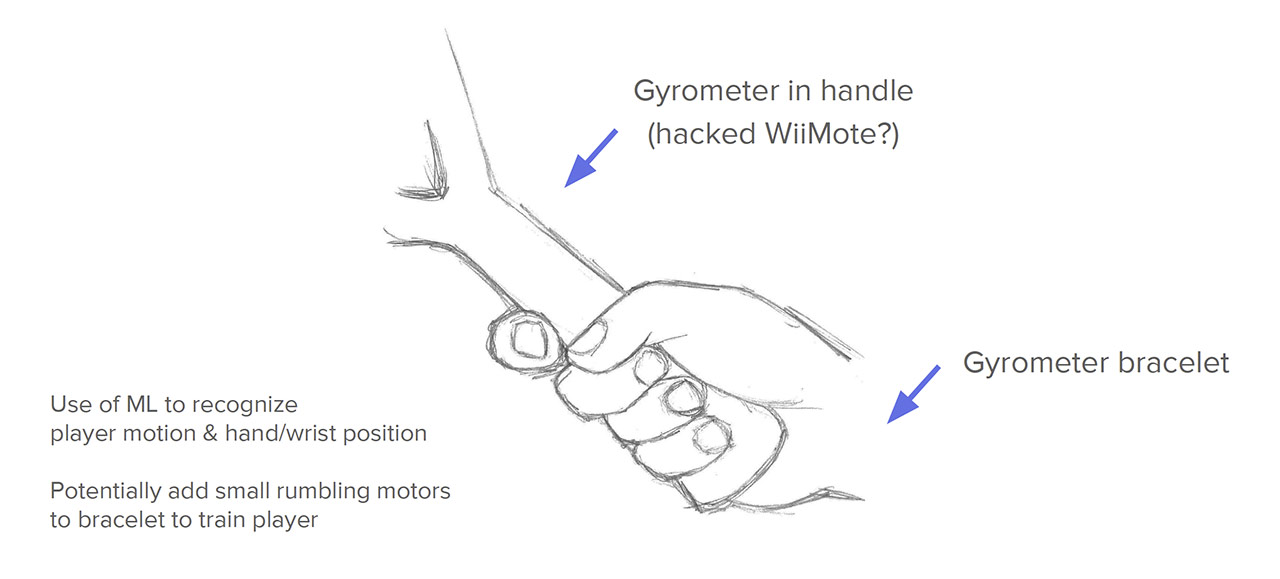 Gyrometer in handle
(hacked WiiMote?)
Gyrometer bracelet
Use of ML to recognize
player motion & hand/wrist position
Potentially add small rumbling motors
to bracelet to train player